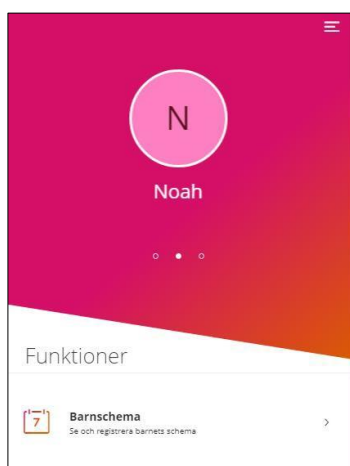 N
Noah
Funktioner
7
Barnschema
Se och registrera barnets schema